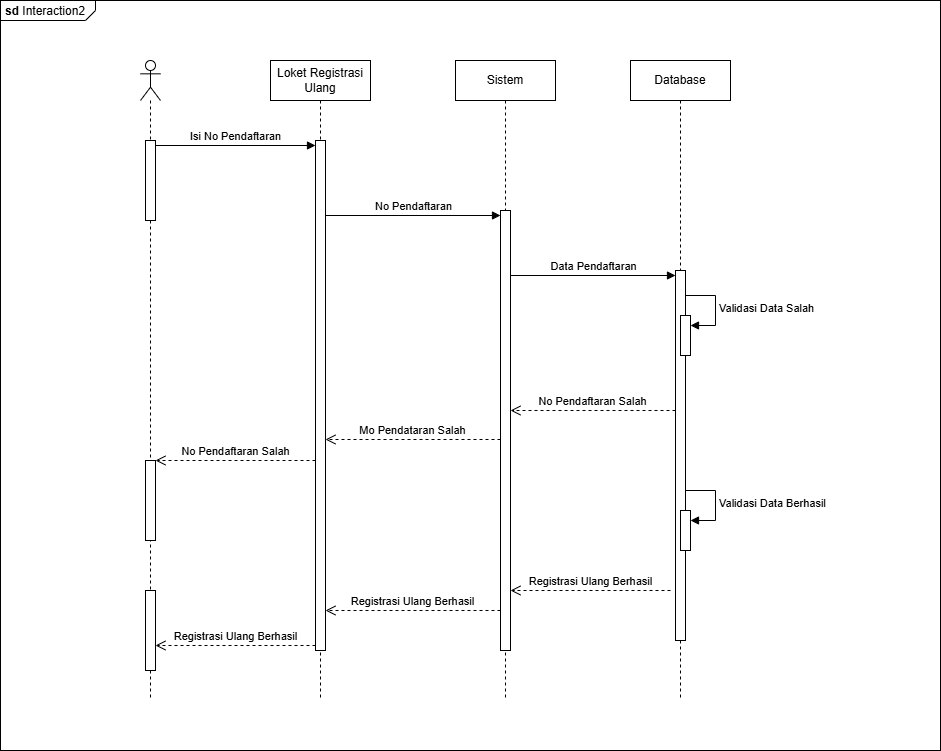 sd Interaction2
Loket Registrasi
Ulang
Sistem
Database
Isi No Pendaftaran
No Pendaftaran
Data Pendaftaran
Validasi Data Salah
No Pendaftaran Salah
Mo Pendataran Salah
No Pendaftaran Salah
Validasi Data Berhasil
Registrasi Ulang Berhasil
Registrasi Ulang Berhasil
Registrasi Ulang Berhasil